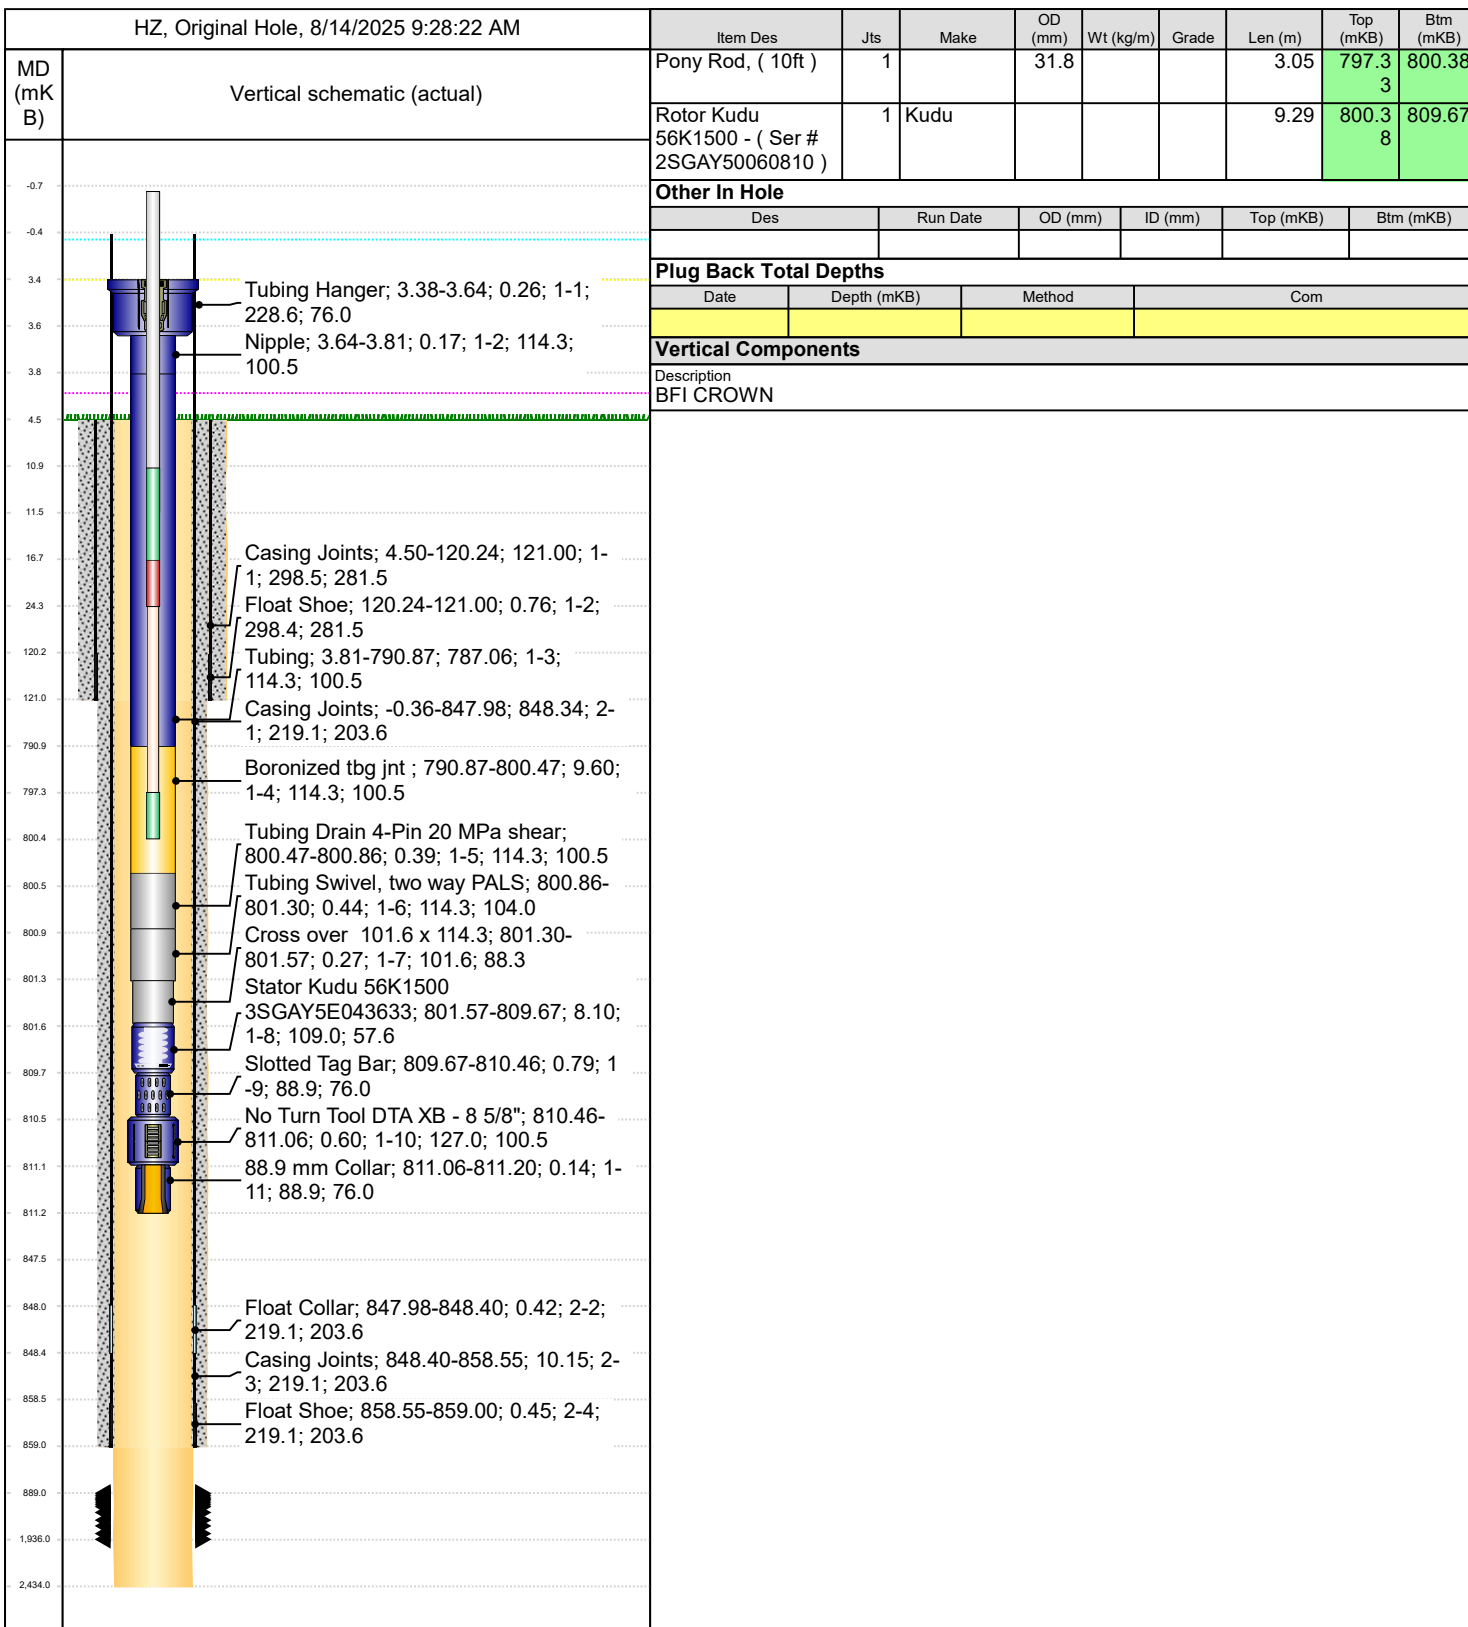 HZ, Original Hole, 8/14/2025 9:28:22 AM
MD
(mK
B)
Vertical schematic (actual)
-0.7
-0.4
3.4
3.6
3.8
4.5
10.9
11.5
16.7
24.3
120.2
121.0
790.9
797.3
800.4
800.5
800.9
801.3
801.6
809.7
810.5
811.1
811.2
847.5
848.0
848.4
858.5
859.0
889.0
1,936.0
2,434.0
Tubing Hanger; 3.38-3.64; 0.26; 1-1;
228.6; 76.0
Nipple; 3.64-3.81; 0.17; 1-2; 114.3;
100.5
Casing Joints; 4.50-120.24; 121.00; 1-
1; 298.5; 281.5
Float Shoe; 120.24-121.00; 0.76; 1-2;
298.4; 281.5
Tubing; 3.81-790.87; 787.06; 1-3;
114.3; 100.5
Casing Joints; -0.36-847.98; 848.34; 2-
1; 219.1; 203.6
Boronized tbg jnt ; 790.87-800.47; 9.60;
1-4; 114.3; 100.5
Tubing Drain 4-Pin 20 MPa shear;
800.47-800.86; 0.39; 1-5; 114.3; 100.5
Tubing Swivel, two way PALS; 800.86-
801.30; 0.44; 1-6; 114.3; 104.0
Cross over  101.6 x 114.3; 801.30-
801.57; 0.27; 1-7; 101.6; 88.3
Stator Kudu 56K1500
3SGAY5E043633; 801.57-809.67; 8.10;
1-8; 109.0; 57.6
Slotted Tag Bar; 809.67-810.46; 0.79; 1
-9; 88.9; 76.0
No Turn Tool DTA XB - 8 5/8"; 810.46-
811.06; 0.60; 1-10; 127.0; 100.5
88.9 mm Collar; 811.06-811.20; 0.14; 1-
11; 88.9; 76.0
Float Collar; 847.98-848.40; 0.42; 2-2;
219.1; 203.6
Casing Joints; 848.40-858.55; 10.15; 2-
3; 219.1; 203.6
Float Shoe; 858.55-859.00; 0.45; 2-4;
219.1; 203.6
Item Des Jts Make OD (mm) Wt (kg/m) Grade Len (m) Top (mKB) Btm (mKB)
Pony Rod, ( 10ft ) 1 31.8 3.05 797.3 800.38
3
Rotor Kudu 1 Kudu 9.29 800.3 809.67
56K1500 - ( Ser # 8
2SGAY50060810 )
Other In Hole
Des Run Date OD (mm) ID (mm) Top (mKB) Btm (mKB)
Plug Back Total Depths
Date Depth (mKB) Method Com
Vertical Components
Description
BFI CROWN